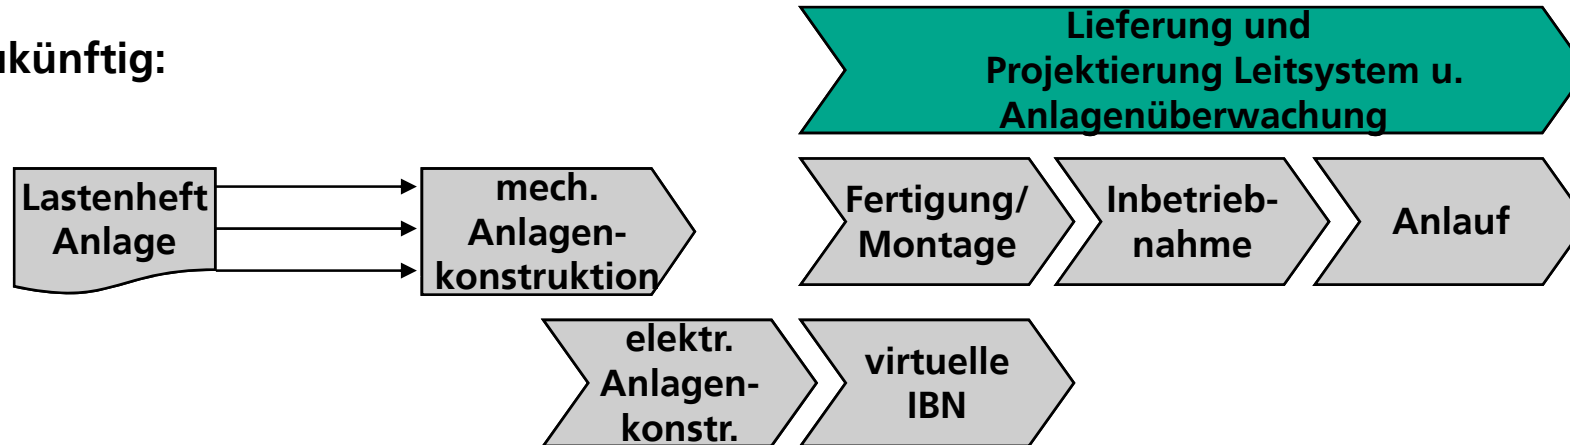 ukünftig:
Lieferung und
Projektierung Leitsystem u.
Anlagenüberwachung
Lastenheft
Anlage
mech.
Anlagen-
konstruktion
Fertigung/
Montage
Inbetrieb-
nahme
Anlauf
elektr.
Anlagen-
konstr.
virtuelle
IBN